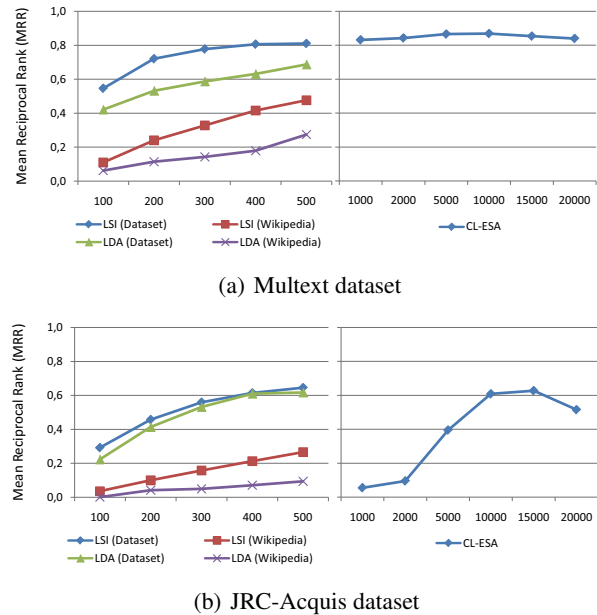 Mean Reciprocal Rank (MRR)
1,0
0,8
0,6
0,4
0,2
0,0
100 200 300 400 500
1000 2000 5000 10000 15000 20000
LSI (Dataset) LSI (Wikipedia)
LDA (Dataset) LDA (Wikipedia)
CL-ESA
(a) Multext dataset
Mean Reciprocal Rank (MRR)
1,0
0,8
0,6
0,4
0,2
0,0
100 200 300 400 500
1000 2000 5000 10000 15000 20000
LSI (Dataset) LSI (Wikipedia)
LDA (Dataset) LDA (Wikipedia)
CL-ESA
(b) JRC-Acquis dataset